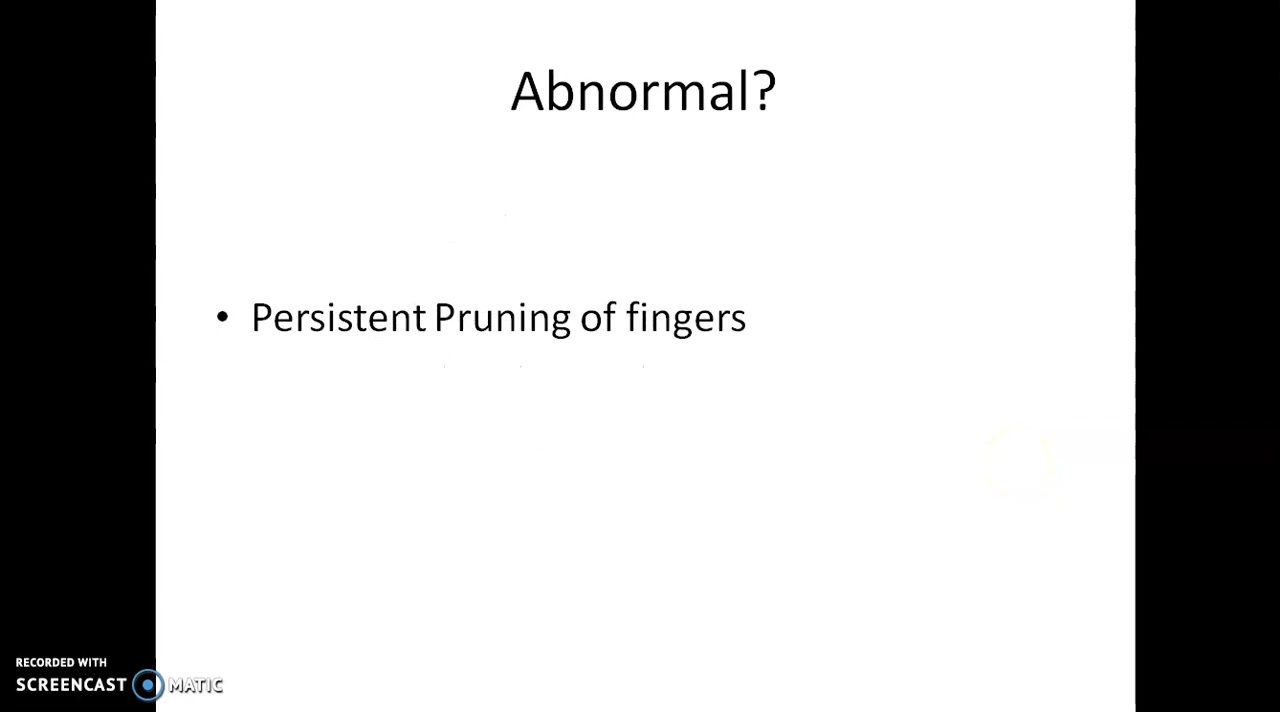 Abnormal?
• Persistent Pruning of fingers
RECORDED WITH
SCREENCAST MATIC